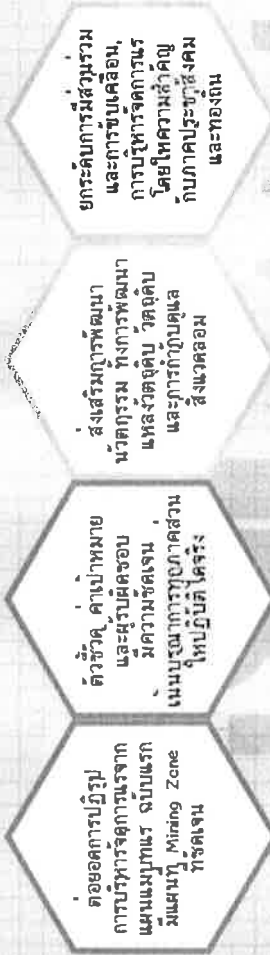 ต่อยอดการปฏิรูป
การบริหารจัดการแร่จาก
แผนแม่บทแร่ ฉบับแรก
มีแผนที่ Mining Zone
ที่ชัดเจน
ตัวชี้วัด ค่าเป้าหมาย
และผู้รับผิดชอบ
มีความชัดเจน
เน้นบูรณาการทุกภาคส่วน
ให้ปฏิบัติได้จริง
ส่งเสริมการพัฒนา
นวัตกรรม ทั้งการพัฒนา
แหล่งวัตถุดิบ วัตถุดิบ
และการกำกับดูแล
สิ่งแวดล้อม
ยกระดับการมีส่วนร่วม
และการขับเคลื่อน
การบริหารจัดการแร่
โดยให้ความสำคัญ
กับภาคประชาสังคม
และท้องถิ่น